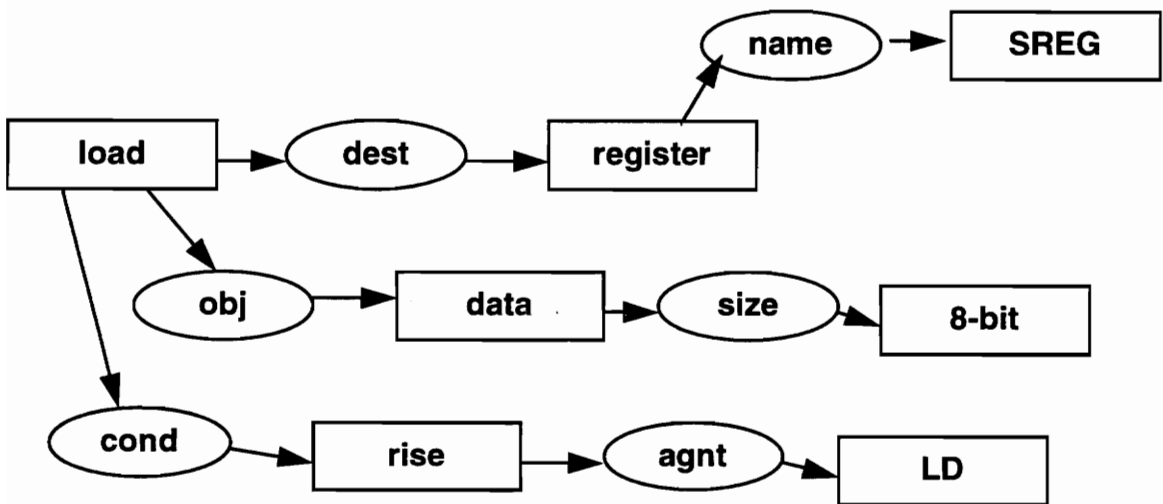 name
SREG
load
dest
register
obj
data
size
8-bit
cond
rise
agnt
LD